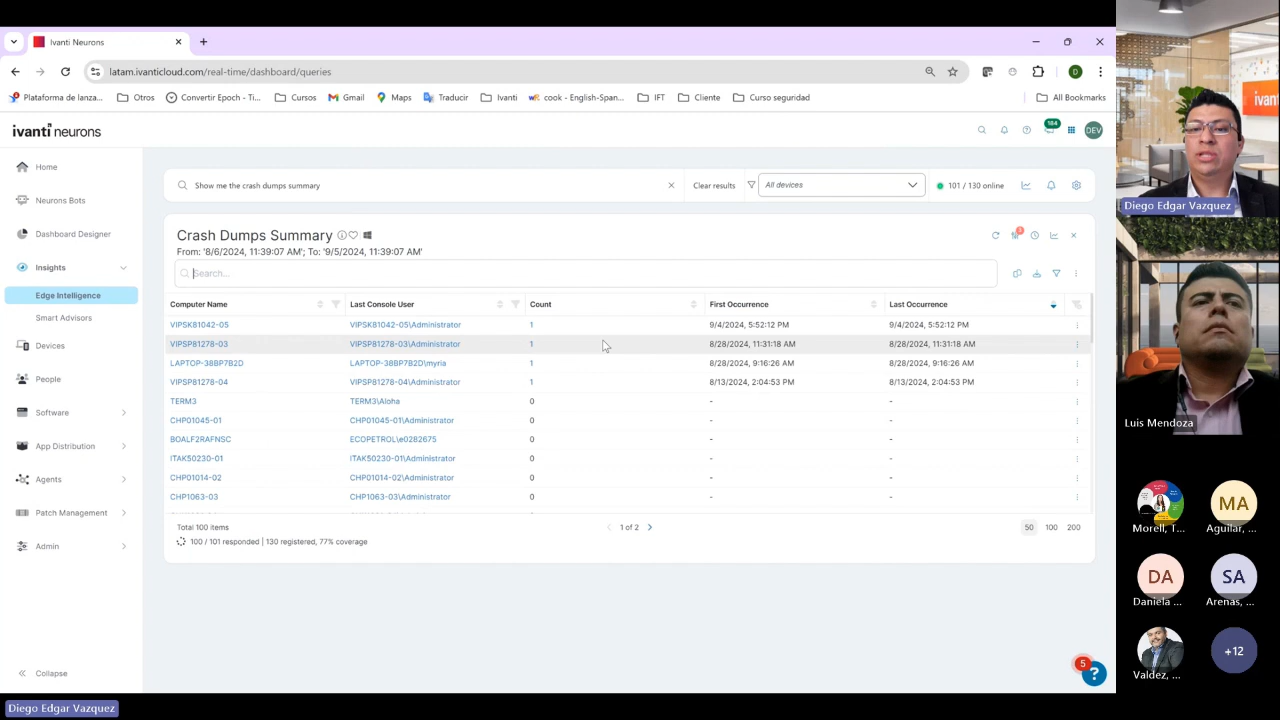 Ivanti Neurons
latam.ivanticloud.com/real-time/dashboard/queries
Plataforma de lanza... Otros Convertir Epoch - Ti... Cursos Gmail Maps Traducir Ivanti cook - English-Span... IFT Cliente Curso seguridad All Bookmarks
ivanti neurons
184
DEV
Home
Neurons Bots
Dashboard Designer
Insights
Edge Intelligence
Smart Advisors
Devices
People
Software
App Distribution
Agents
Patch Management
Admin
Collapse
Show me the crash dumps summary
Clear results
All devices
101 / 130 online
Crash Dumps Summary
From: '8/6/2024, 11:39:07 AM'; To: '9/5/2024, 11:39:07 AM'
Search...
Computer Name Last Console User Count First Occurrence Last Occurrence
VIPSK81042-05 VIPSK81042-05\Administrator 1 9/4/2024, 5:52:12 PM 9/4/2024, 5:52:12 PM
VIPSP81278-03 VIPSP81278-03\Administrator 1 8/28/2024, 11:31:18 AM 8/28/2024, 11:31:18 AM
LAPTOP-38BP7B2D LAPTOP-38BP7B2D\myria 1 8/28/2024, 9:16:26 AM 8/28/2024, 9:16:26 AM
VIPSP81278-04 VIPSP81278-04\Administrator 1 8/13/2024, 2:04:53 PM 8/13/2024, 2:04:53 PM
TERM3 TERM3\Aloha 0 - -
CHP01045-01 CHP01045-01\Administrator 0 - -
BOALF2RAFNSC ECOPETROL\e0282675 0 - -
ITAK50230-01 ITAK50230-01\Administrator 0 - -
CHP01014-02 CHP01014-02\Administrator 0 - -
CHP1063-03 CHP1063-03\Administrator 0 - -
Total 100 items
1 of 2
50 100 200
100 / 101 responded | 130 registered, 77% coverage
5
?
ivan
Diego Edgar Vazquez
Luis Mendoza
MA
Morell, T... Aguilar, ...
DA SA
Daniela ... Arenas, ...
+12
Valdez, ...
Diego Edgar Vazquez